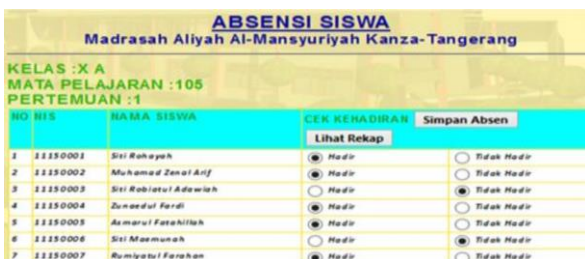 ABSENSI SISWA
Madrasah Aliyah Al-Mansyuriyah Kanza-Tangerang
KELAS :X A
MATA PELAJARAN :105
PERTEMUAN :1
NO NIS NAMA SISWA CEK KEHADIRAN Simpan Absen
Lihat Rekap
1 11150001 Siti Rohayah Hadir Tidak Hadir
2 11150002 Muhamad Zenal Arif Hadir Tidak Hadir
3 11150003 Siti Robiatul Adawiah Hadir Tidak Hadir
4 11150004 Zunaedul Fardi Hadir Tidak Hadir
5 11150005 Asmarul Fatahillah Hadir Tidak Hadir
6 11150006 Siti Maemunah Hadir Tidak Hadir
7 11150007 Rumiyatul Farahan Hadir Tidak Hadir